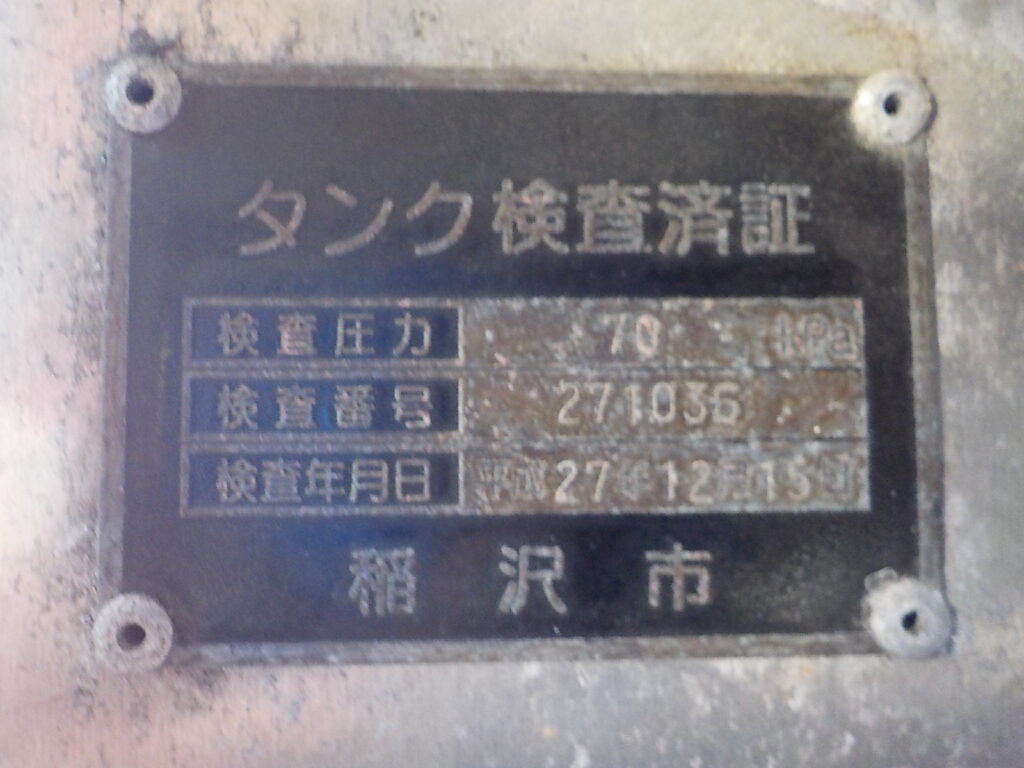 タンク検査済証
検査圧力 70 kPa
検査番号 271036
検査年月日 平成27年12月15日
稲沢市